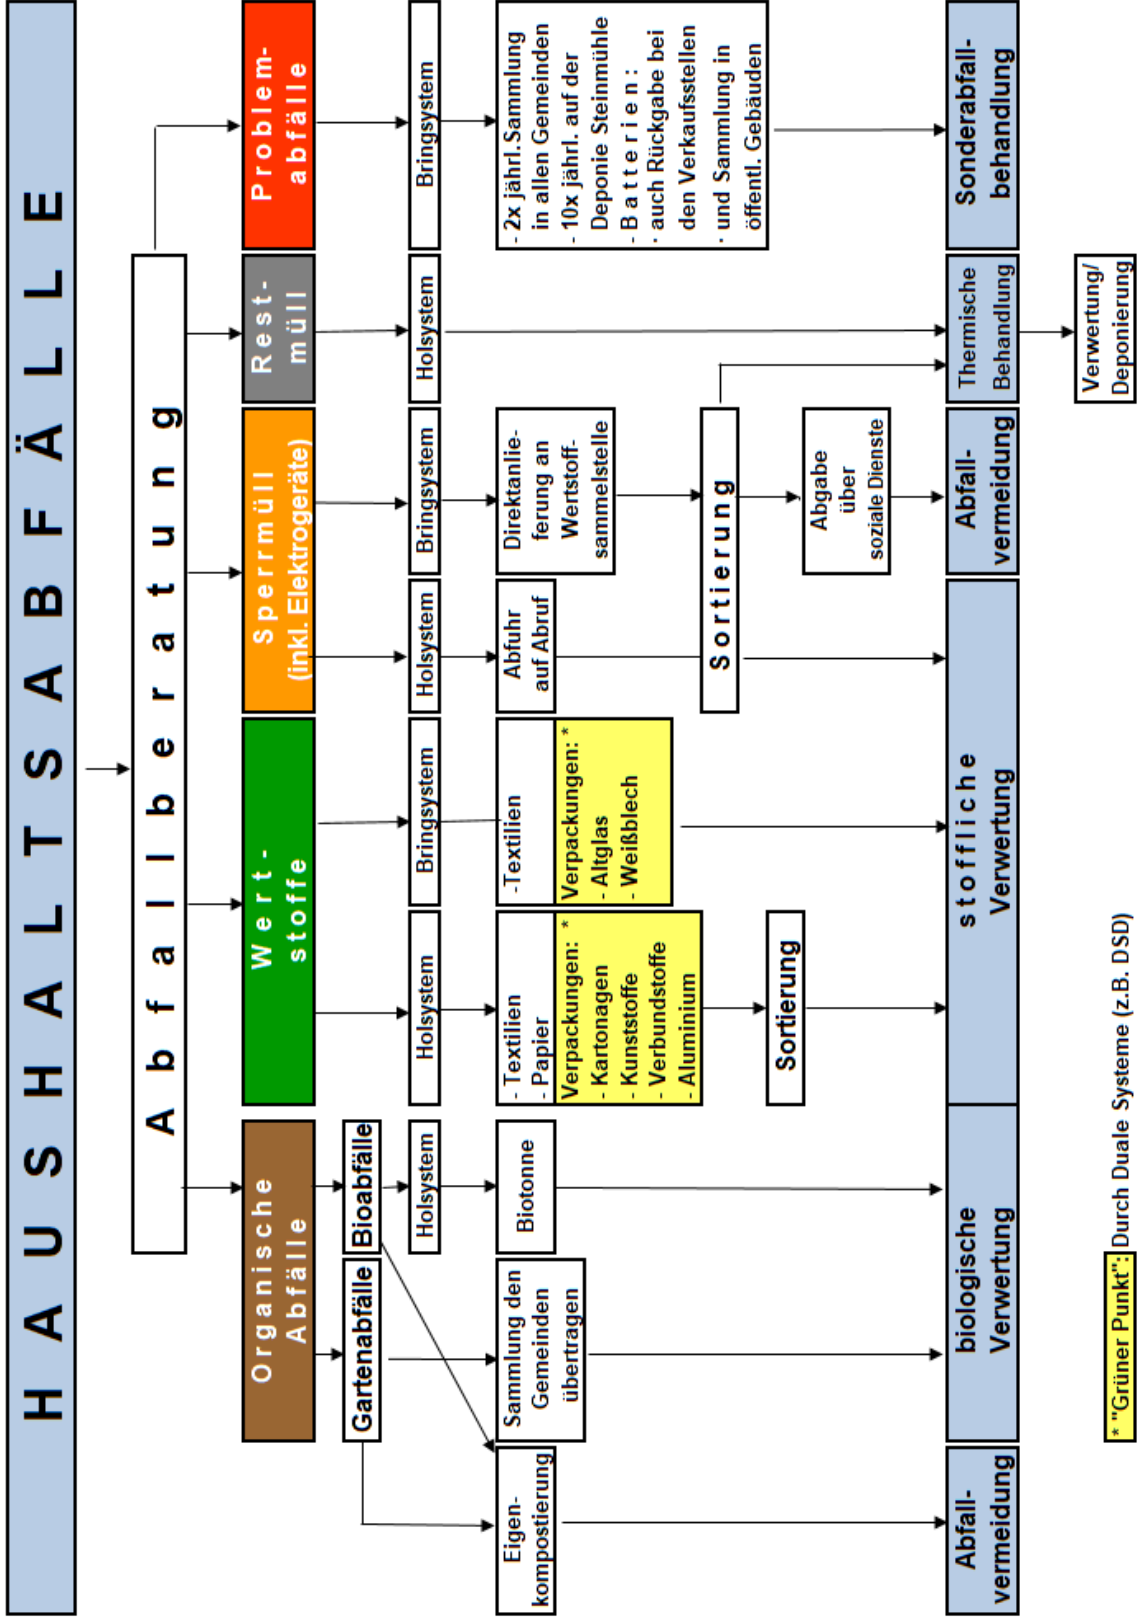 HAUSHALTSABFÄLLE
Abfallberatung
Organische
Abfälle
Wert-
stoffe
Sperrmüll
(inkl. Elektrogeräte)
Rest-
müll
Problem-
abfälle
Gartenabfälle
Bioabfälle
Holsystem
Holsystem
Bringsystem
Holsystem
Bringsystem
Holsystem
Bringsystem
Eigen-
kompostierung
Sammlung den
Gemeinden
übertragen
Biotonne
- Textilien
- Papier
Verpackungen: *
- Kartonagen
- Kunststoffe
- Verbundstoffe
- Aluminium
-Textilien
Verpackungen: *
- Altglas
- Weißblech
Abfuhr
auf Abruf
Direktanlie-
ferung an
Wertstoff-
sammelstelle
- 2x jährl.Sammlung
in allen Gemeinden
- 10x jährl. auf der
Deponie Steinmühle
- Batterien:
· auch Rückgabe bei
den Verkaufsstellen
· und Sammlung in
öffentl. Gebäuden
Sortierung
Sortierung
Abgabe
über
soziale Dienste
Abfall-
vermeidung
biologische
Verwertung
stoffliche
Verwertung
Abfall-
vermeidung
Thermische
Behandlung
Sonderabfall-
behandlung
Verwertung/
Deponierung
* "Grüner Punkt": Durch Duale Systeme (z.B. DSD)